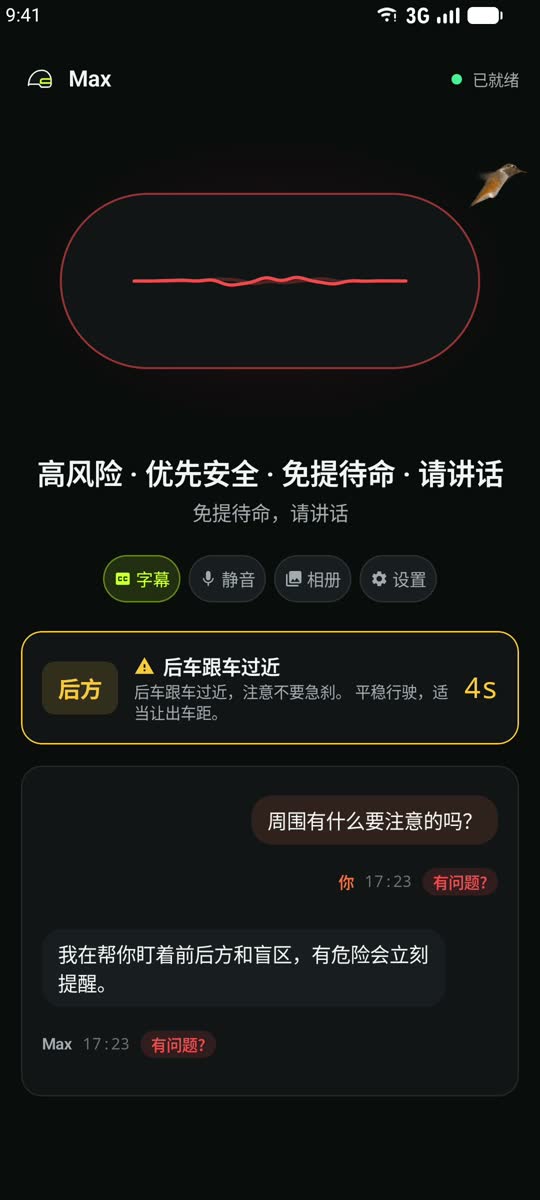 9:41
3G
Max
已就绪
高风险 · 优先安全 · 免提待命 · 请讲话
免提待命，请讲话
CC 字幕
静音
相册
设置
后方
后车跟车过近
后车跟车过近，注意不要急刹。 平稳行驶，适
当让出车距。
4s
周围有什么要注意的吗？
你 17:23 有问题?
我在帮你盯着前后方和盲区，有危险会立刻
提醒。
Max 17:23 有问题?